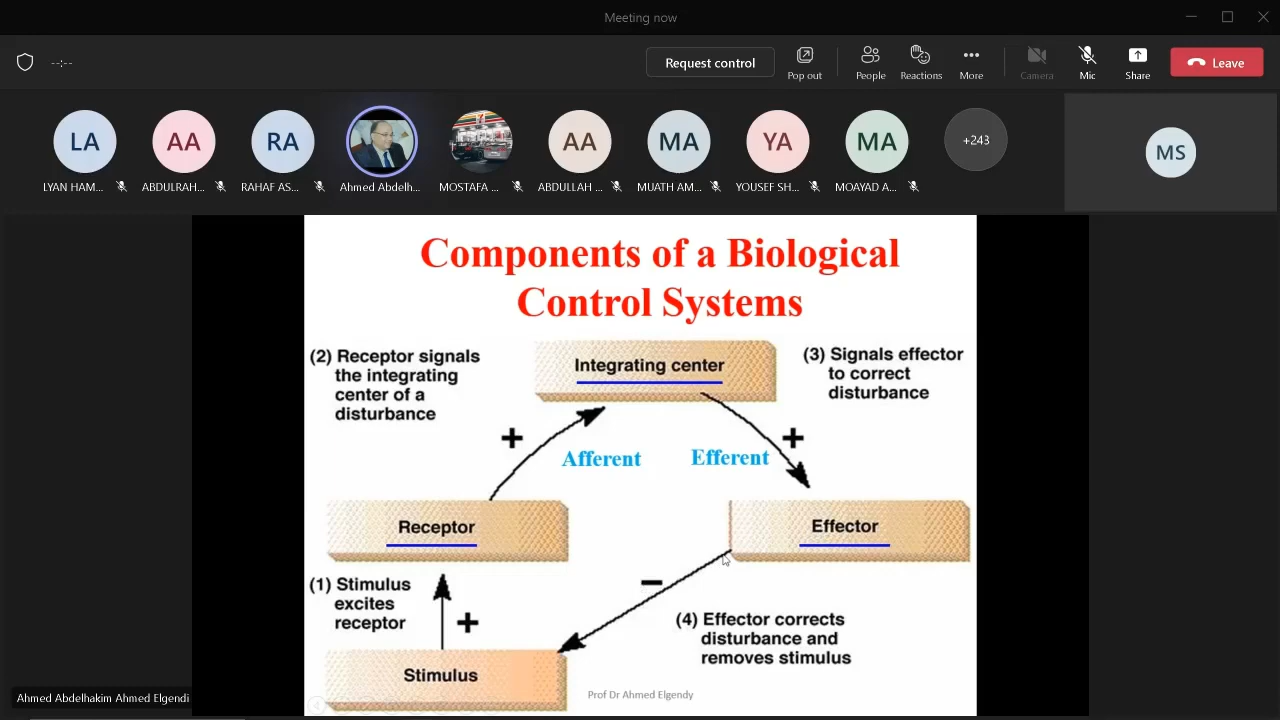 Meeting now
--:--
Request control
Pop out
People
Reactions
More
Camera
Mic
Share
Leave
LA
AA
RA
AA
MA
YA
MA
+243
MS
LYAN HAM...
ABDULRAH...
RAHAF AS...
Ahmed Abdelh...
MOSTAFA ...
ABDULLAH ...
MUATH AM...
YOUSEF SH...
MOAYAD A...
Components of a Biological
Control Systems
(2) Receptor signals
the integrating
center of a
disturbance
Integrating center
(3) Signals effector
to correct
disturbance
+
+
Afferent
Efferent
Receptor
Effector
(1) Stimulus
excites
receptor
+
−
(4) Effector corrects
disturbance and
removes stimulus
Stimulus
Prof Dr Ahmed Elgendy
Ahmed Abdelhakim Ahmed Elgendi